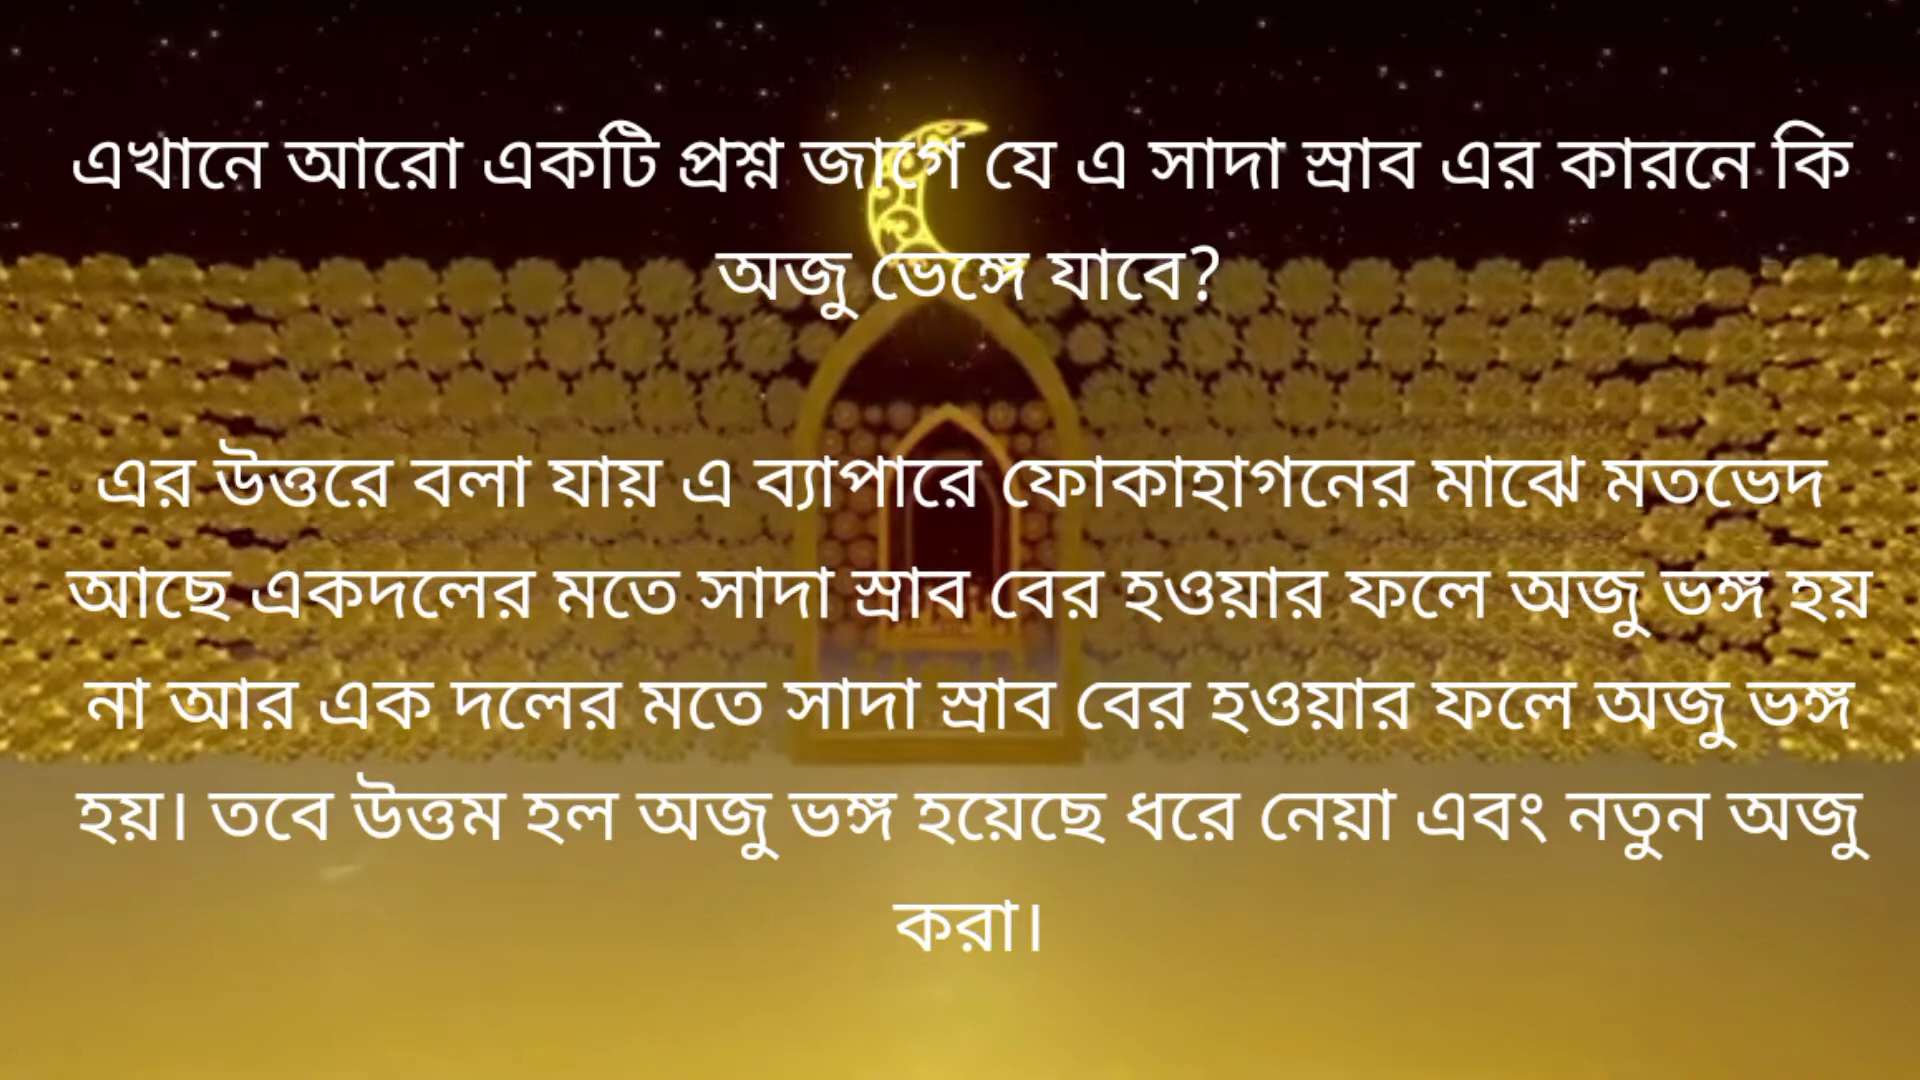 এখানে আরো একটি প্রশ্ন জাগে যে এ সাদা স্রাব এর কারনে কি
অজু ভেঙ্গে যাবে?
এর উত্তরে বলা যায় এ ব্যাপারে ফোকাহাগনের মাঝে মতভেদ
আছে একদলের মতে সাদা স্রাব বের হওয়ার ফলে অজু ভঙ্গ হয়
না আর এক দলের মতে সাদা স্রাব বের হওয়ার ফলে অজু ভঙ্গ
হয়। তবে উত্তম হল অজু ভঙ্গ হয়েছে ধরে নেয়া এবং নতুন অজু
করা।